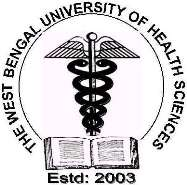 THE WEST BENGAL UNIVERSITY OF HEALTH SCIENCES
Estd: 2003